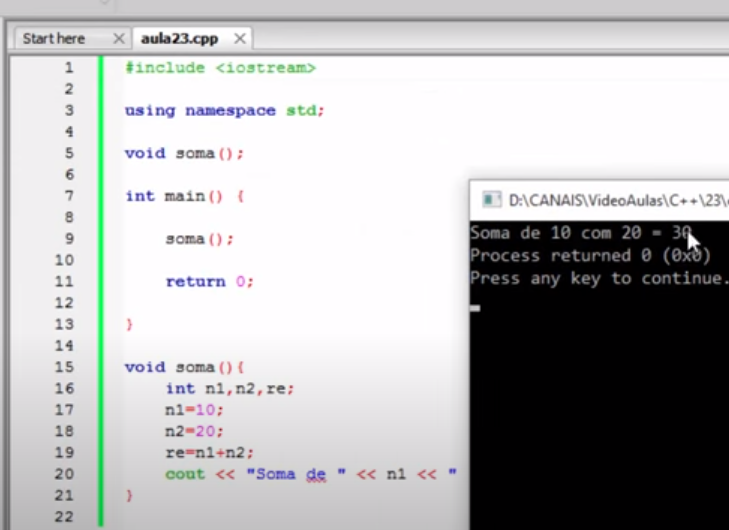 Start here
aula23.cpp
1 #include <iostream>
2
3 using namespace std;
4
5 void soma();
6
7 int main() {
8
9 soma();
10
11 return 0;
12
13 }
14
15 void soma(){
16 int n1,n2,re;
17 n1=10;
18 n2=20;
19 re=n1+n2;
20 cout << "Soma de " << n1 << "
21 }
22
D:\CANAIS\VideoAulas\C++\23\
Soma de 10 com 20 = 30
Process returned 0 (0x0)
Press any key to continue.